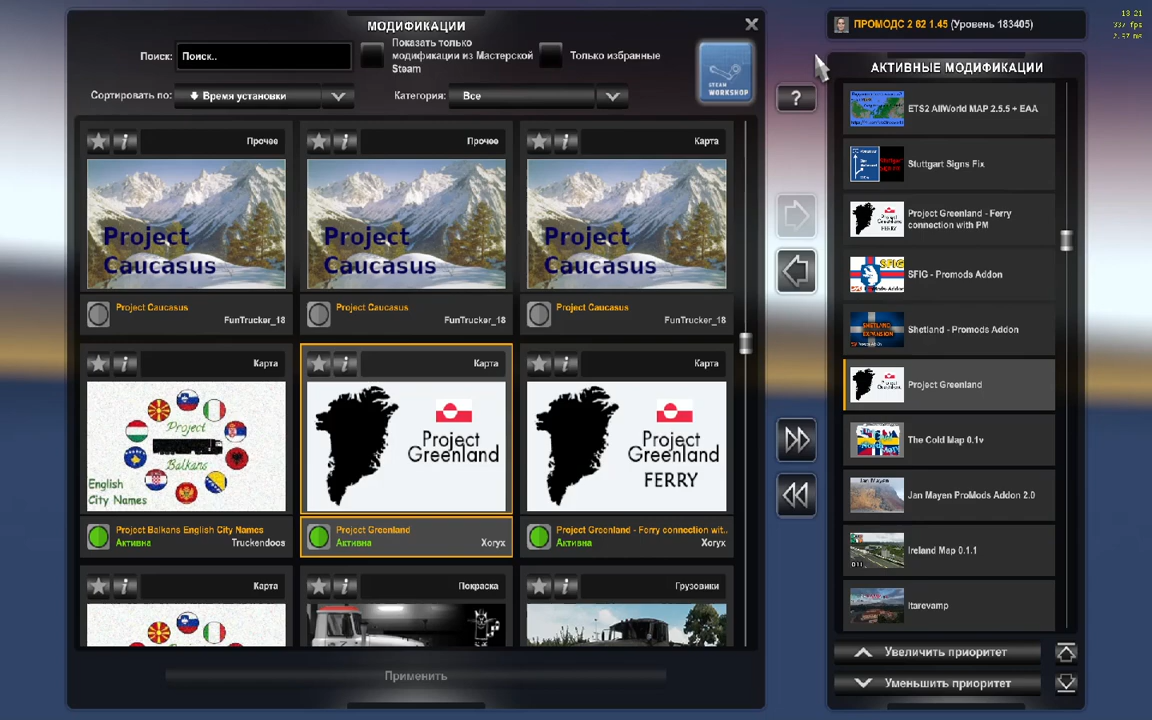 МОДИФИКАЦИИ
Поиск:
Поиск..
Показать только
модификации из Мастерской
Steam
Только избранные
STEAM
WORKSHOP
Сортировать по:
Время установки
Категория:
Все
Прочее
Project
Caucasus
Project Caucasus
FunTrucker_18
Прочее
Project
Caucasus
Project Caucasus
FunTrucker_18
Карта
Project
Caucasus
Project Caucasus
FunTrucker_18
Карта
Project
Balkans
English
City Names
Project Balkans English City Names
Активна
Truckendoos
Карта
Project
Greenland
Project Greenland
Активна
Xoryx
Карта
Project
Greenland
FERRY
Project Greenland - Ferry connection wit..
Активна
Xoryx
Карта
Покраска
Грузовики
Применить
?
ПРОМОДС 2 62 1.45 (Уровень 183405)
АКТИВНЫЕ МОДИФИКАЦИИ
ETS2 AllWorld MAP 2.5.5 + EAA
Stuttgart Signs Fix
Project Greenland - Ferry
connection with PM
SFIG - Promods Addon
Shetland - Promods Addon
Project Greenland
The Cold Map 0.1v
Jan Mayen ProMods Addon 2.0
Ireland Map 0.1.1
Itarevamp
Увеличить приоритет
Уменьшить приоритет